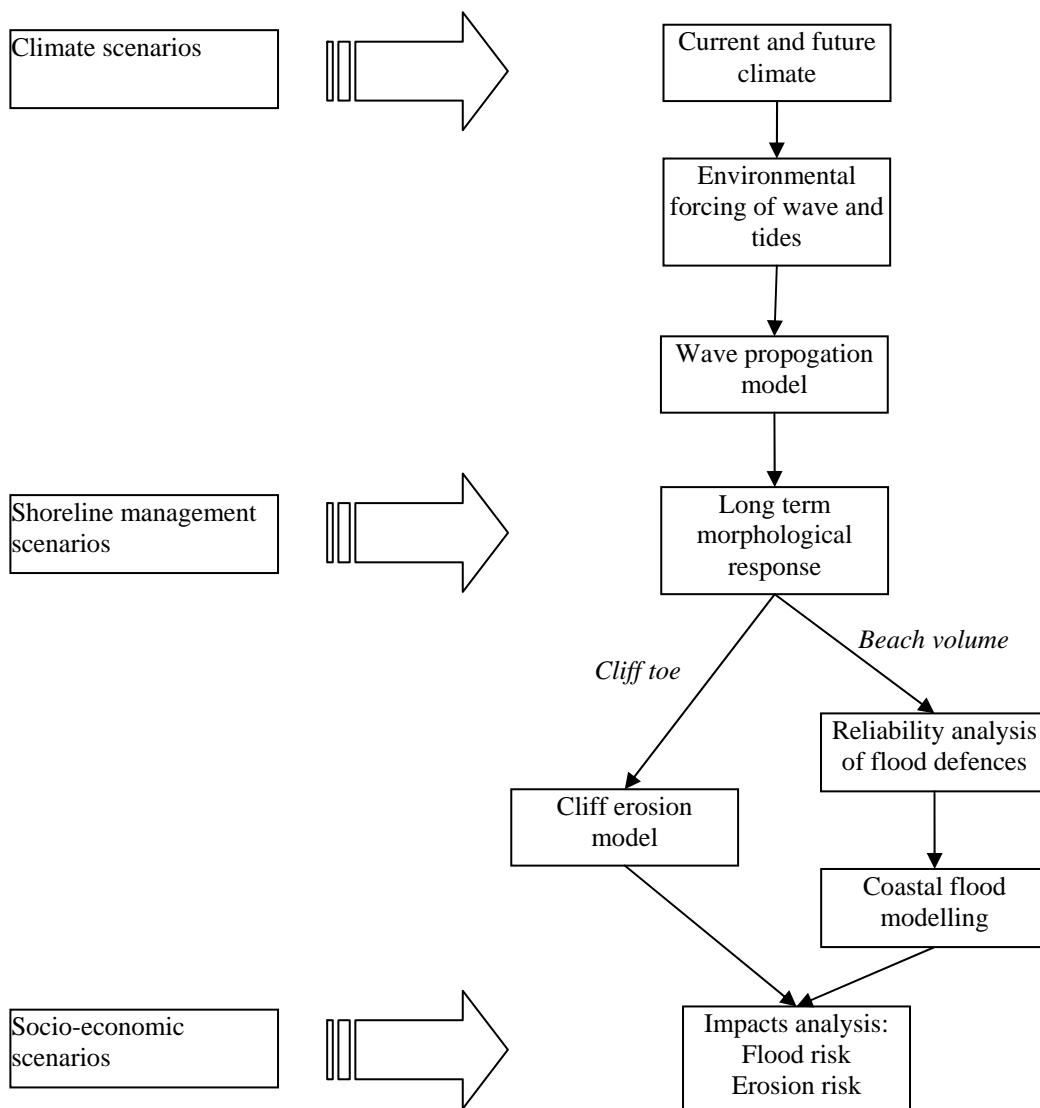 Climate scenarios
Current and future
climate
Environmental
forcing of wave and
tides
Wave propogation
model
Shoreline management
scenarios
Long term
morphological
response
Beach volume
Cliff toe
Reliability analysis
of flood defences
Cliff erosion
model
Coastal flood
modelling
Socio-economic
scenarios
Impacts analysis:
Flood risk
Erosion risk